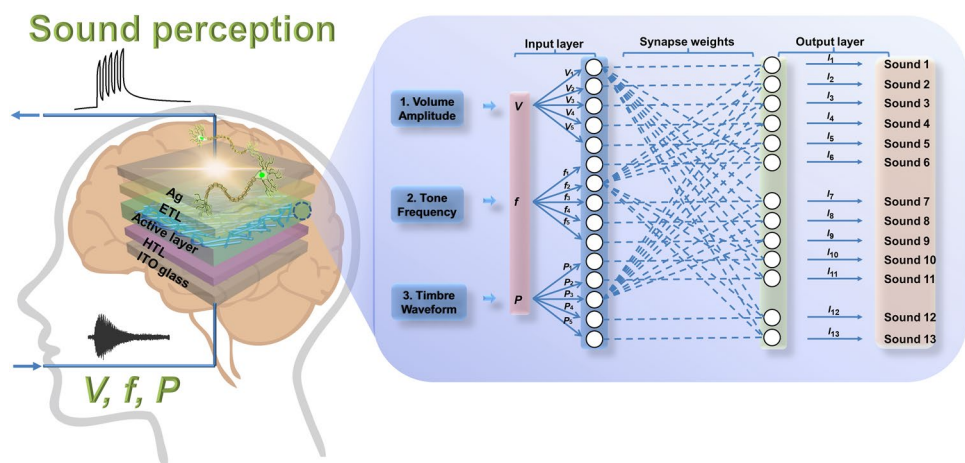 Sound perception
Ag
ETL
Active layer
HTL
ITO glass
V, f, P
Input layer
Synapse weights
Output layer
1. Volume
Amplitude
2. Tone
Frequency
3. Timbre
Waveform
V
f
P
V1
V2
V3
V4
V5
f1
f2
f3
f4
f5
P1
P2
P3
P4
P5
I1
I2
I3
I4
I5
I6
I7
I8
I9
I10
I11
I12
I13
Sound 1
Sound 2
Sound 3
Sound 4
Sound 5
Sound 6
Sound 7
Sound 8
Sound 9
Sound 10
Sound 11
Sound 12
Sound 13